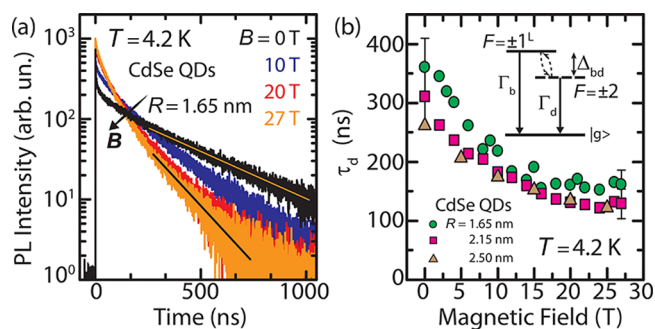 (a)
T = 4.2 K
B = 0 T
10 T
20 T
27 T
CdSe QDs
R = 1.65 nm
B
PL Intensity (arb. un.)
10³
10²
10¹
10⁰
0
500
1000
Time (ns)
(b)
F=±1ᴸ
Δbd
Γb
Γd
F=±2
|g>
τd (ns)
400
300
200
100
0
CdSe QDs
R = 1.65 nm
2.15 nm
2.50 nm
T = 4.2 K
0 5 10 15 20 25 30
Magnetic Field (T)